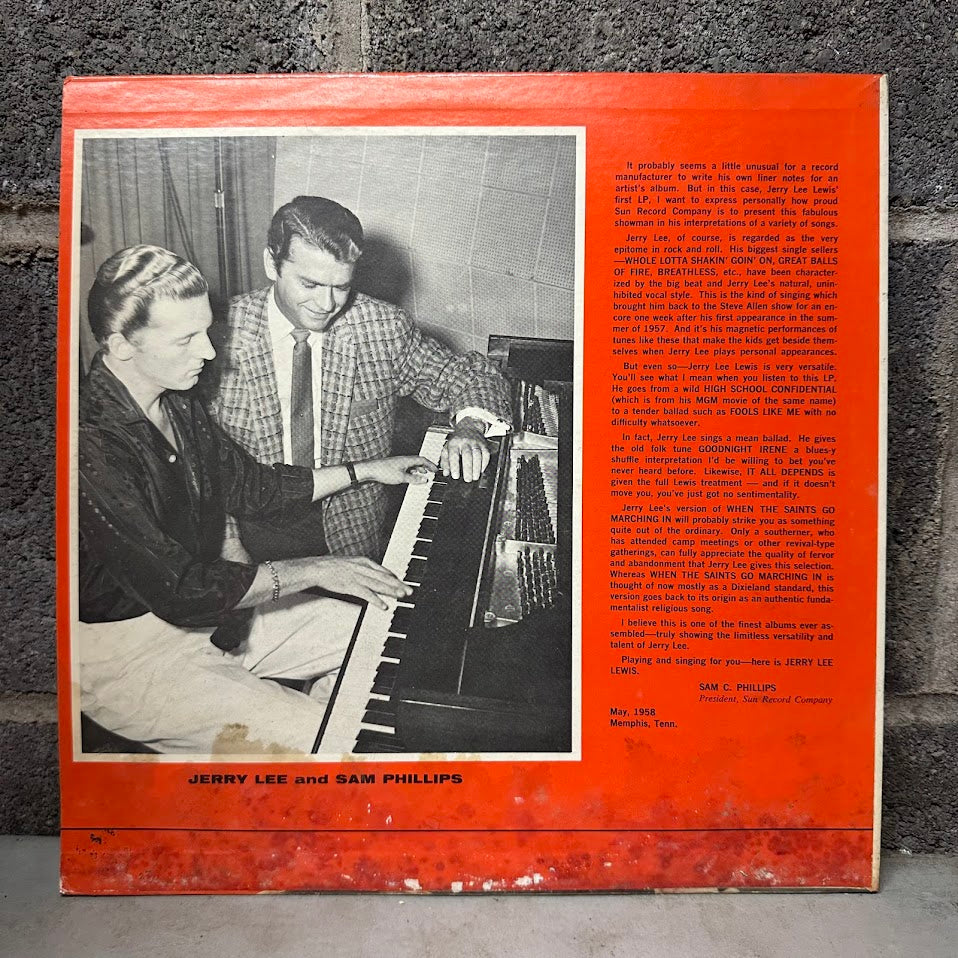 It probably seems a little unusual for a record
manufacturer to write his own liner notes for an
artist's album. But in this case, Jerry Lee Lewis'
first LP, I want to express personally how proud
Sun Record Company is to present this fabulous
showman in his interpretations of a variety of songs.
Jerry Lee, of course, is regarded as the very
epitome in rock and roll. His biggest single sellers
—WHOLE LOTTA SHAKIN' GOIN' ON, GREAT BALLS
OF FIRE, BREATHLESS, etc., have been character-
ized by the big beat and Jerry Lee's natural, unin-
hibited vocal style. This is the kind of singing which
brought him back to the Steve Allen show for an en-
core one week after his first appearance in the sum-
mer of 1957. And it's his magnetic performances of
tunes like these that make the kids get beside them-
selves when Jerry Lee plays personal appearances.
But even so—Jerry Lee Lewis is very versatile.
You'll see what I mean when you listen to this LP.
He goes from a wild HIGH SCHOOL CONFIDENTIAL
(which is from his MGM movie of the same name)
to a tender ballad such as FOOLS LIKE ME with no
difficulty whatsoever.
In fact, Jerry Lee sings a mean ballad. He gives
the old folk tune GOODNIGHT IRENE a blues-y
shuffle interpretation I'd be willing to bet you've
never heard before. Likewise, IT ALL DEPENDS is
given the full Lewis treatment — and if it doesn't
move you, you've just got no sentimentality.
Jerry Lee's version of WHEN THE SAINTS GO
MARCHING IN will probably strike you as something
quite out of the ordinary. Only a southerner, who
has attended camp meetings or other revival-type
gatherings, can fully appreciate the quality of fervor
and abandonment that Jerry Lee gives this selection.
Whereas WHEN THE SAINTS GO MARCHING IN is
thought of now mostly as a Dixieland standard, this
version goes back to its origin as an authentic funda-
mentalist religious song.
I believe this is one of the finest albums ever as-
sembled—truly showing the limitless versatility and
talent of Jerry Lee.
Playing and singing for you—here is JERRY LEE
LEWIS.
SAM C. PHILLIPS
President, Sun Record Company
May, 1958
Memphis, Tenn.
JERRY LEE and SAM PHILLIPS